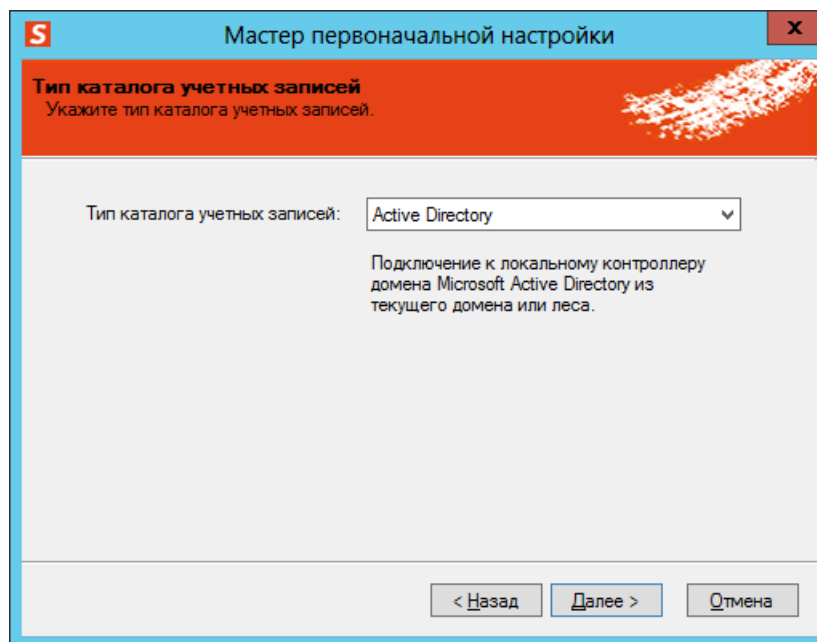 S
Мастер первоначальной настройки
x
Тип каталога учетных записей
Укажите тип каталога учетных записей.
Тип каталога учетных записей: Active Directory
Подключение к локальному контроллеру
домена Microsoft Active Directory из
текущего домена или леса.
< Назад Далее > Отмена